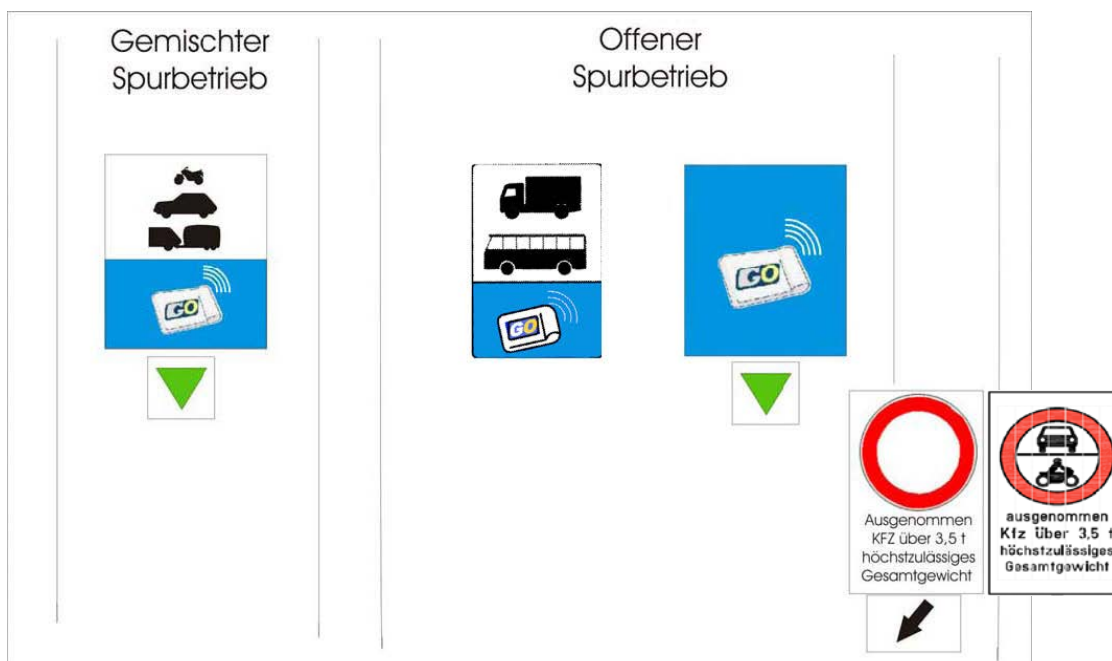 Gemischter
Spurbetrieb
Offener
Spurbetrieb
GO
GO
GO
Ausgenommen
KFZ über 3,5 t
höchstzulässiges
Gesamtgewicht
ausgenommen
Kfz über 3,5 t
höchstzulässiges
Gesamtgewicht